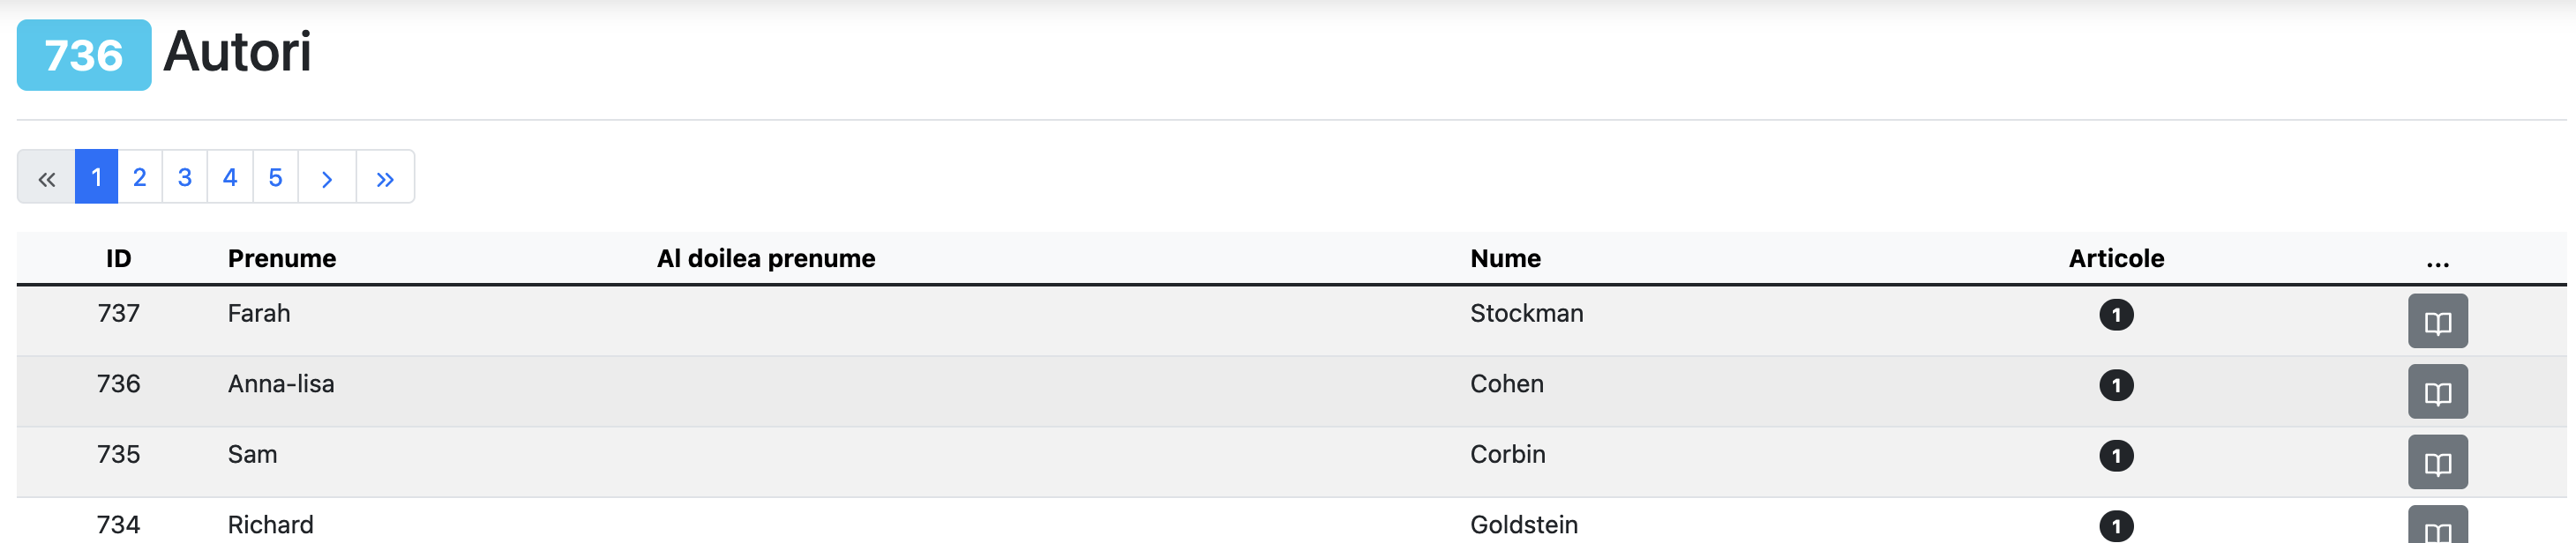 736 Autori
« 1 2 3 4 5 > »
ID Prenume Al doilea prenume Nume Articole ...
737 Farah Stockman 1
736 Anna-lisa Cohen 1
735 Sam Corbin 1
734 Richard Goldstein 1